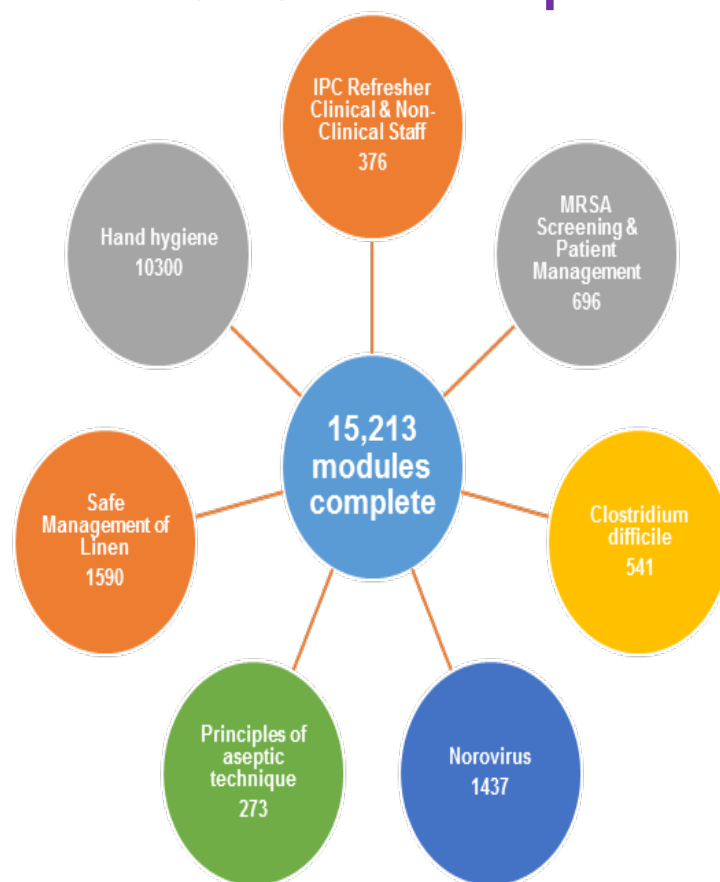 IPC Refresher
Clinical & Non-
Clinical Staff
376
MRSA
Screening &
Patient
Management
696
Clostridium
difficile
541
Norovirus
1437
Principles of
aseptic
technique
273
Safe
Management of
Linen
1590
Hand hygiene
10300
15,213
modules
complete